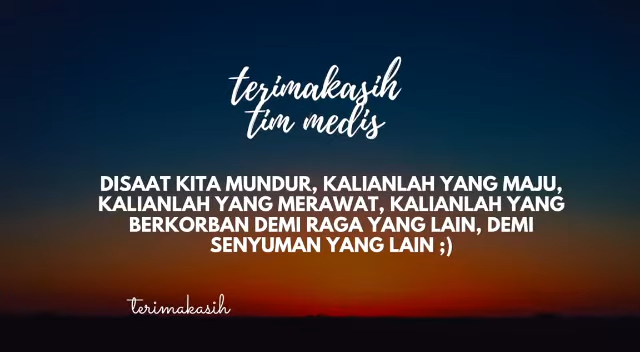 terimakasih
tim medis
DISAAT KITA MUNDUR, KALIANLAH YANG MAJU,
KALIANLAH YANG MERAWAT, KALIANLAH YANG
BERKORBAN DEMI RAGA YANG LAIN, DEMI
SENYUMAN YANG LAIN ;)
terimakasih